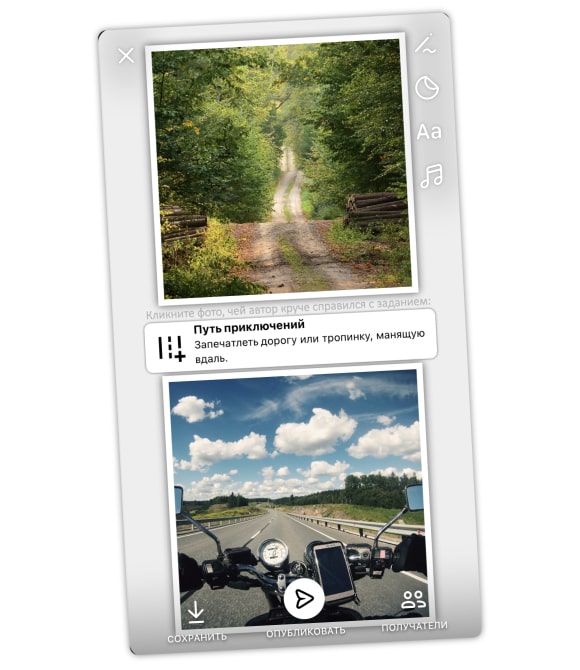 Aa
Кликните фото, чей автор круче справился с заданием:
Путь приключений
Запечатлеть дорогу или тропинку, манящую
вдаль.
СОХРАНИТЬ
ОПУБЛИКОВАТЬ
ПОЛУЧАТЕЛИ